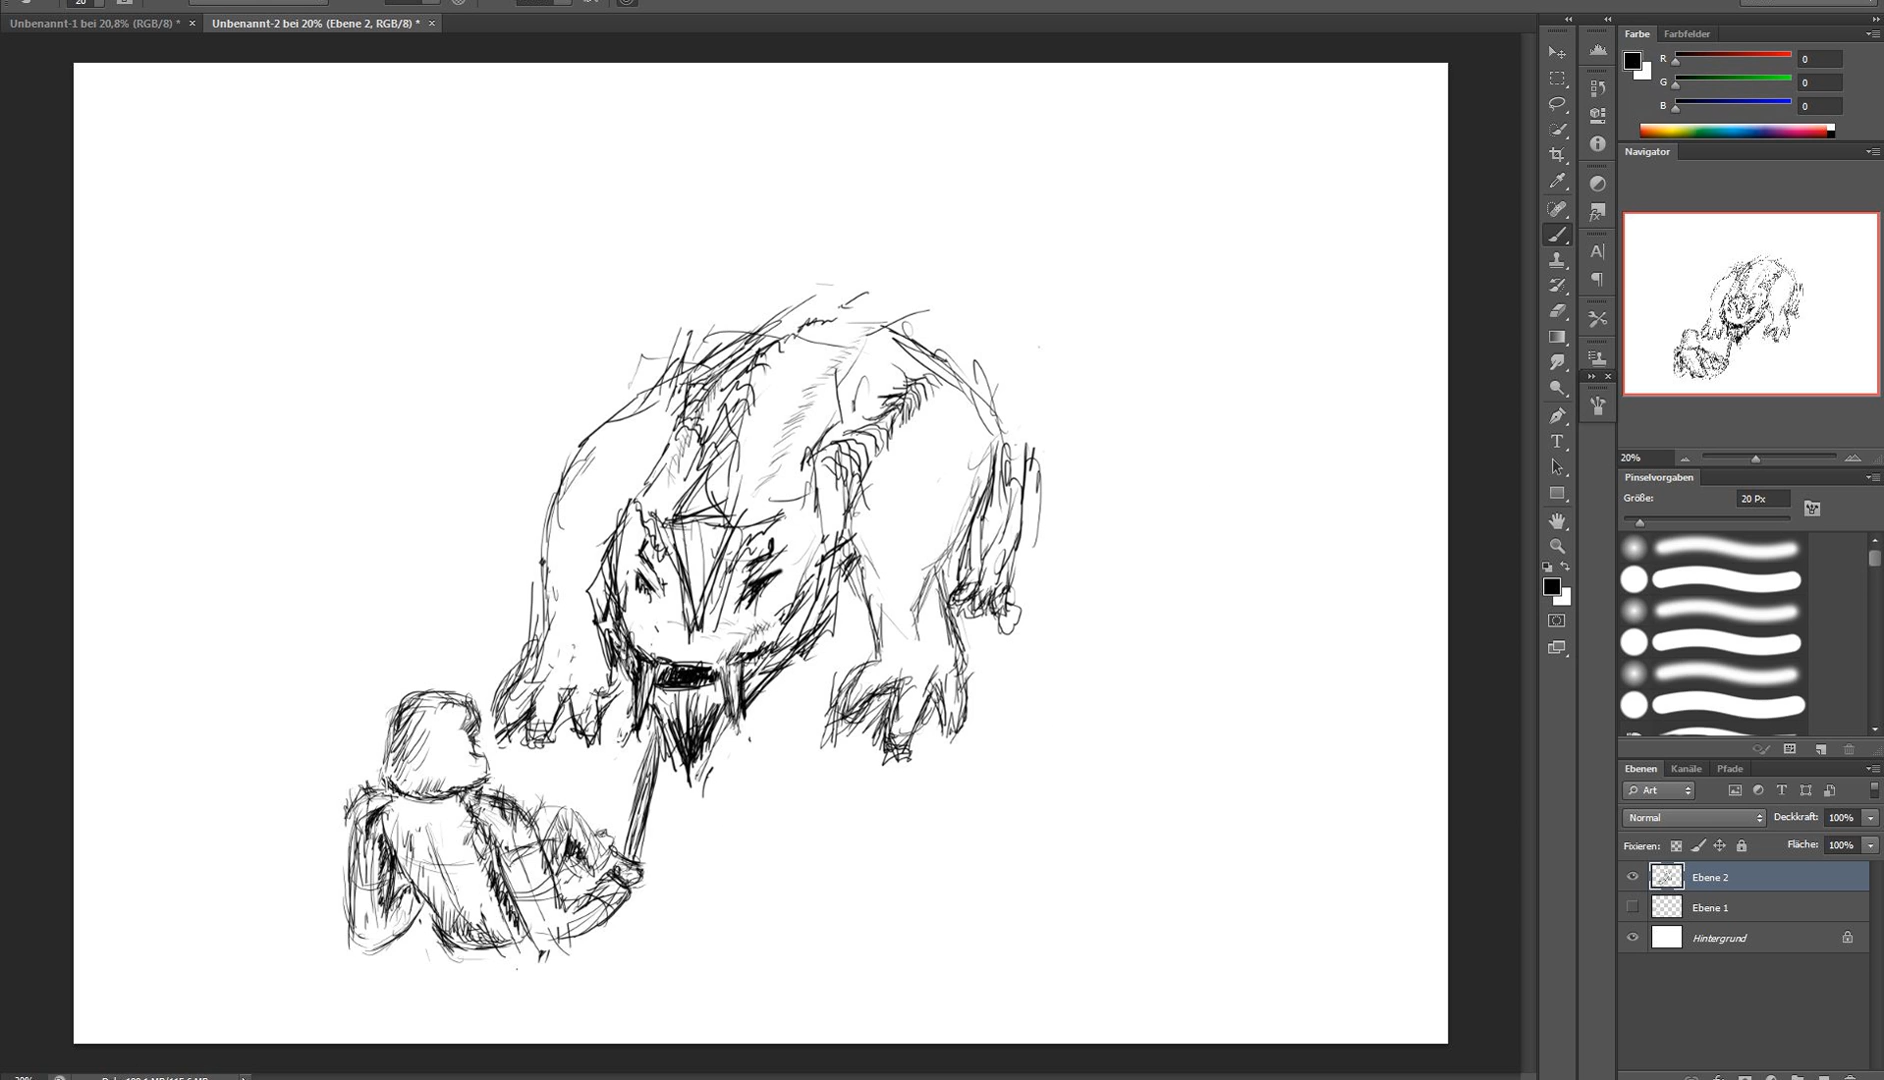 20
Unbenannt-1 bei 20,8% (RGB/8) * ×
Unbenannt-2 bei 20% (Ebene 2, RGB/8) * ×
Farbe Farbfelder
R 0
G 0
B 0
Navigator
20%
Pinselvorgaben
Größe: 20 Px
Ebenen Kanäle Pfade
Art
Normal Deckkraft: 100%
Fixieren: Fläche: 100%
Ebene 2
Ebene 1
Hintergrund